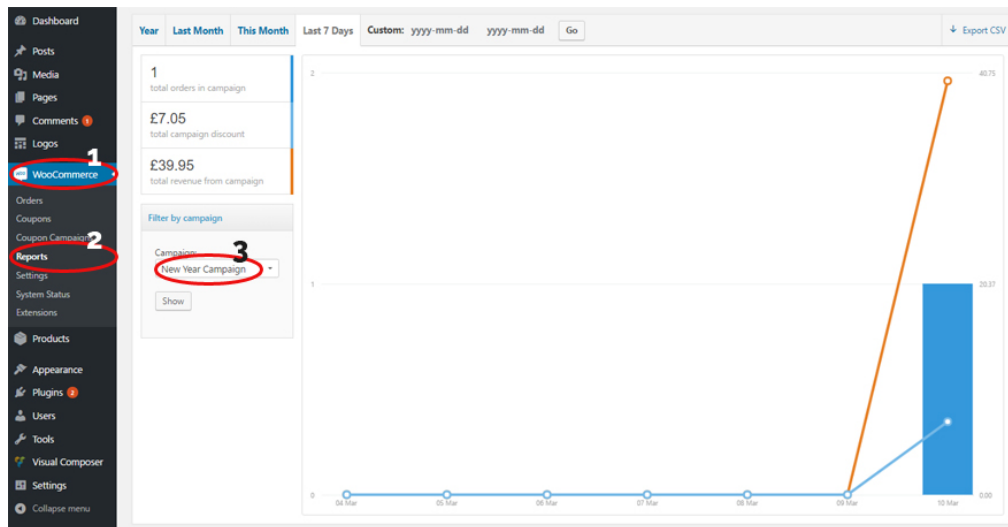 Dashboard
Posts
Media
Pages
Comments 1
Logos
1
WooCommerce
Orders
Coupons
Coupon Campaigns
2
Reports
Settings
System Status
Extensions
Products
Appearance
Plugins 2
Users
Tools
Visual Composer
Settings
Collapse menu
Year Last Month This Month Last 7 Days Custom: yyyy-mm-dd yyyy-mm-dd Go
Export CSV
1
total orders in campaign
£7.05
total campaign discount
£39.95
total revenue from campaign
Filter by campaign
Campaign:
3
New Year Campaign
Show
2 40.75
1 20.37
0 0.00
04 Mar 05 Mar 06 Mar 07 Mar 08 Mar 09 Mar 10 Mar